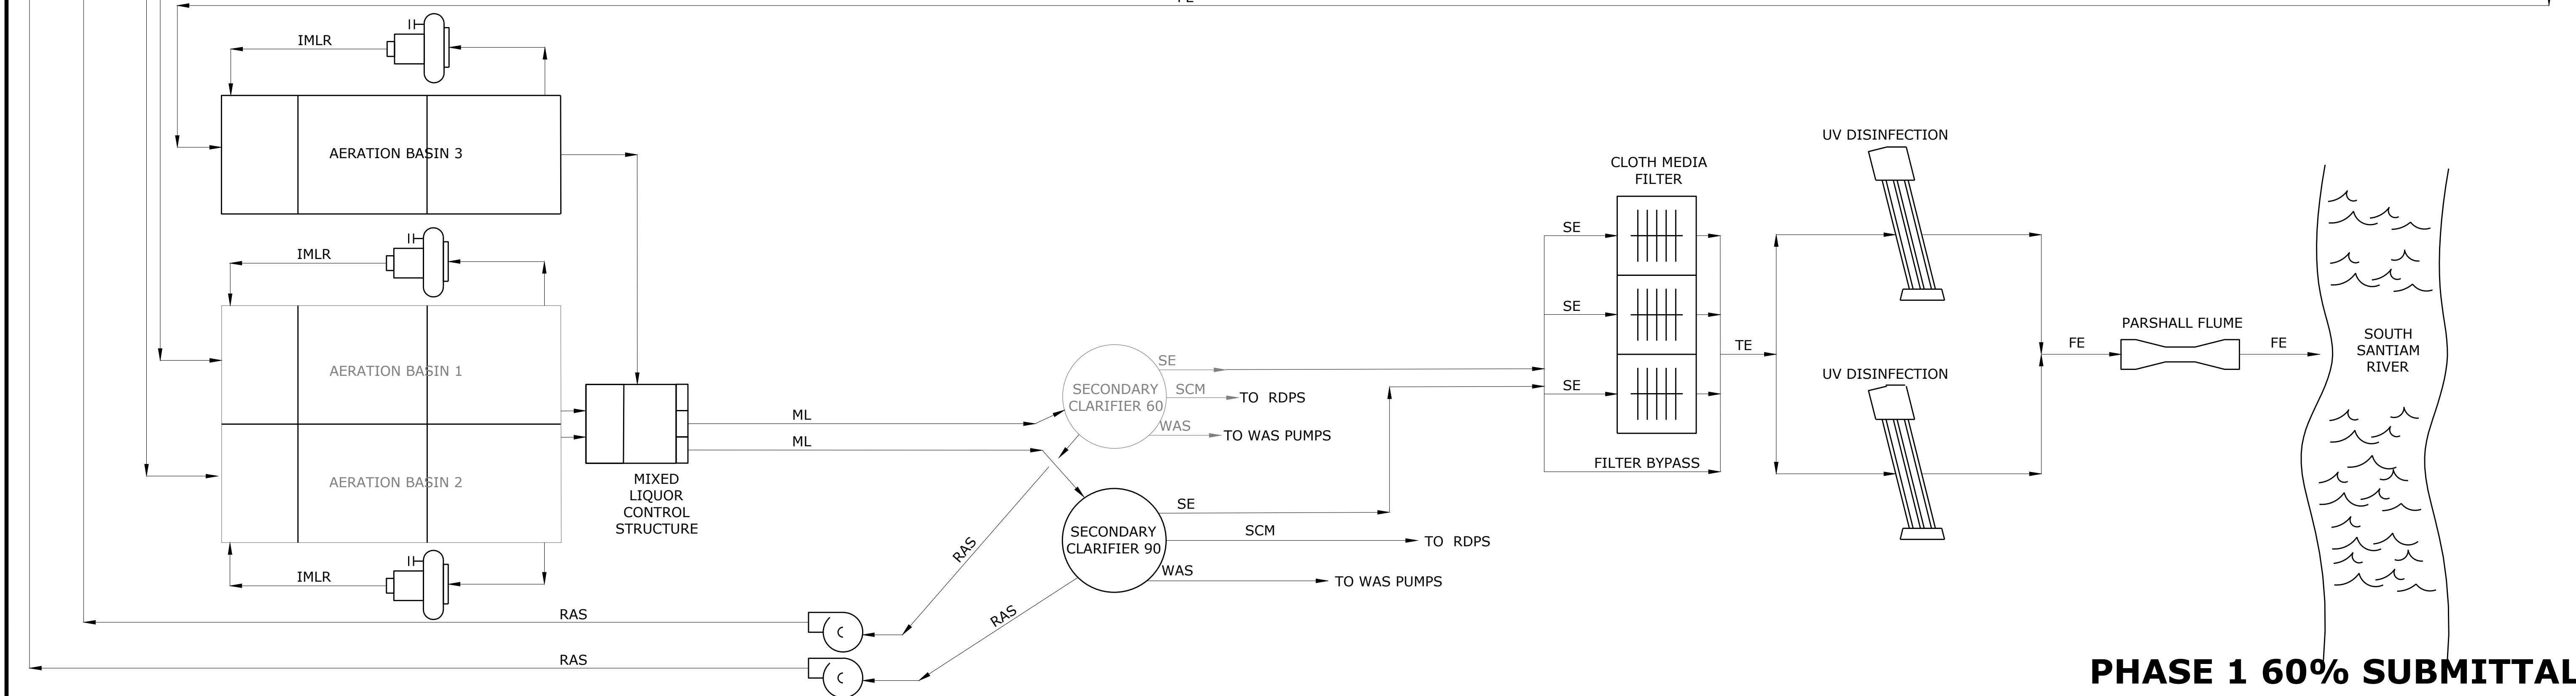 IMLR
AERATION BASIN 3
IMLR
AERATION BASIN 1
AERATION BASIN 2
IMLR
MIXED
LIQUOR
CONTROL
STRUCTURE
ML
ML
SECONDARY
CLARIFIER 60
SE
SCM
TO RDPS
WAS
TO WAS PUMPS
SECONDARY
CLARIFIER 90
SE
SCM
TO RDPS
WAS
TO WAS PUMPS
RAS
RAS
RAS
RAS
CLOTH MEDIA
FILTER
SE
SE
SE
FILTER BYPASS
TE
UV DISINFECTION
UV DISINFECTION
FE
PARSHALL FLUME
FE
SOUTH
SANTIAM
RIVER
PHASE 1 60% SUBMITTAL